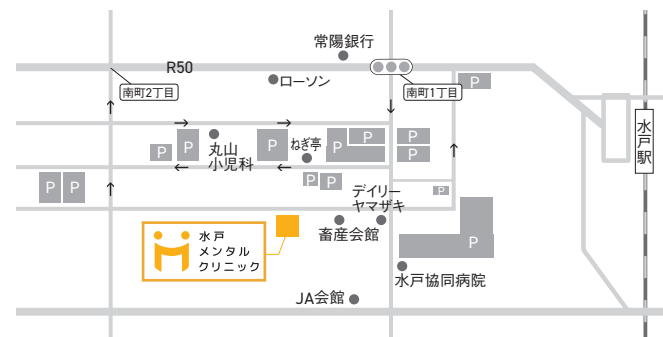 常陽銀行
R50
ローソン
南町2丁目
南町1丁目
P
水戸駅
丸山
小児科
ねぎ亭
P
P
P
P
P
P
P
P
P
P
P
P
デイリー
ヤマザキ
P
水戸
メンタル
クリニック
畜産会館
P
水戸協同病院
JA会館